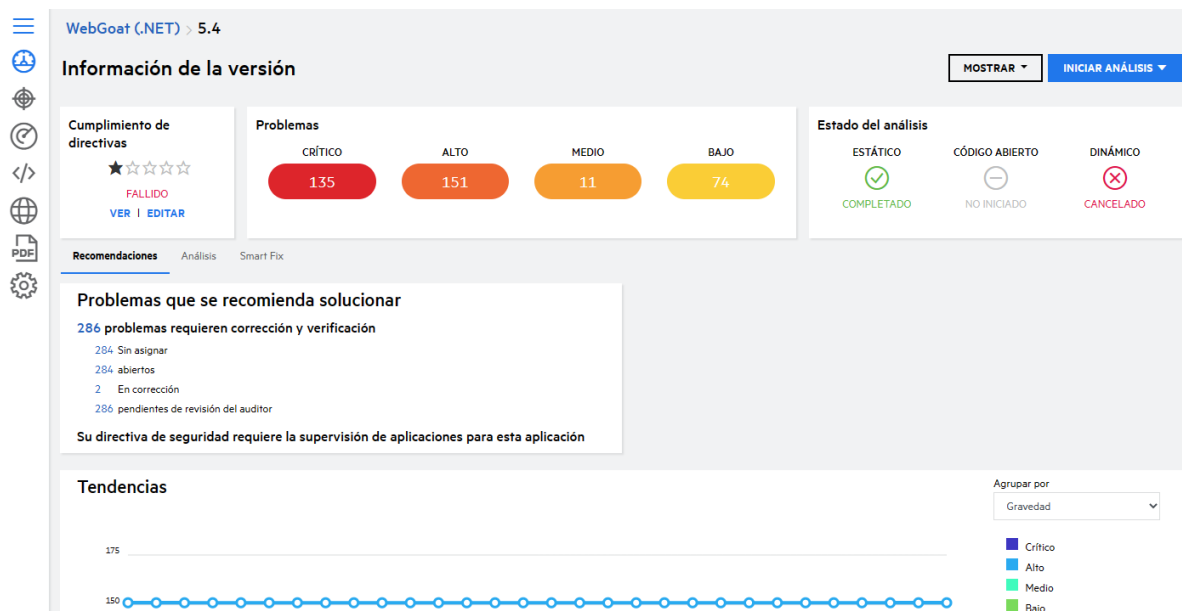 WebGoat (.NET) > 5.4
Información de la versión
MOSTRAR
INICIAR ANÁLISIS
Cumplimiento de
directivas
FALLIDO
VER | EDITAR
Problemas
CRÍTICO ALTO MEDIO BAJO
135 151 11 74
Estado del análisis
ESTÁTICO CÓDIGO ABIERTO DINÁMICO
COMPLETADO NO INICIADO CANCELADO
PDF
Recomendaciones Análisis Smart Fix
Problemas que se recomienda solucionar
286 problemas requieren corrección y verificación
284 Sin asignar
284 abiertos
2 En corrección
286 pendientes de revisión del auditor
Su directiva de seguridad requiere la supervisión de aplicaciones para esta aplicación
Tendencias
Agrupar por
Gravedad
175
150
Crítico
Alto
Medio
Bajo